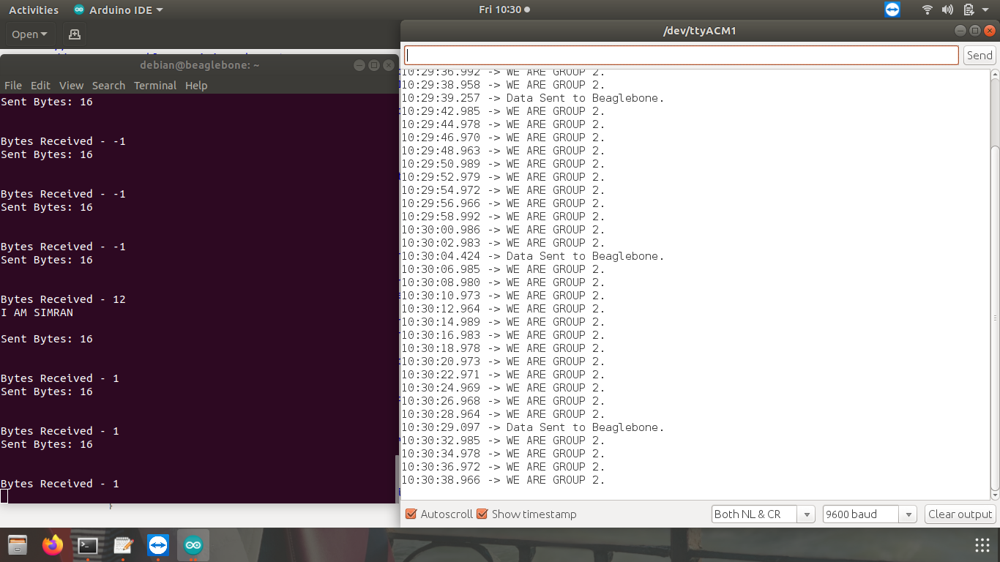 Activities
Arduino IDE
Fri 10:30
Open
debian@beaglebone: ~
File Edit View Search Terminal Help
Sent Bytes: 16
Bytes Received - -1
Sent Bytes: 16
Bytes Received - -1
Sent Bytes: 16
Bytes Received - -1
Sent Bytes: 16
Bytes Received - 12
I AM SIMRAN
Sent Bytes: 16
Bytes Received - 1
Sent Bytes: 16
Bytes Received - 1
Sent Bytes: 16
Bytes Received - 1
}
/dev/ttyACM1
Send
10:29:36.992 -> WE ARE GROUP 2.
10:29:38.958 -> WE ARE GROUP 2.
10:29:39.257 -> Data Sent to Beaglebone.
10:29:42.985 -> WE ARE GROUP 2.
10:29:44.978 -> WE ARE GROUP 2.
10:29:46.970 -> WE ARE GROUP 2.
10:29:48.963 -> WE ARE GROUP 2.
10:29:50.989 -> WE ARE GROUP 2.
10:29:52.979 -> WE ARE GROUP 2.
10:29:54.972 -> WE ARE GROUP 2.
10:29:56.966 -> WE ARE GROUP 2.
10:29:58.992 -> WE ARE GROUP 2.
10:30:00.986 -> WE ARE GROUP 2.
10:30:02.983 -> WE ARE GROUP 2.
10:30:04.424 -> Data Sent to Beaglebone.
10:30:06.985 -> WE ARE GROUP 2.
10:30:08.980 -> WE ARE GROUP 2.
10:30:10.973 -> WE ARE GROUP 2.
10:30:12.964 -> WE ARE GROUP 2.
10:30:14.989 -> WE ARE GROUP 2.
10:30:16.983 -> WE ARE GROUP 2.
10:30:18.978 -> WE ARE GROUP 2.
10:30:20.973 -> WE ARE GROUP 2.
10:30:22.971 -> WE ARE GROUP 2.
10:30:24.969 -> WE ARE GROUP 2.
10:30:26.968 -> WE ARE GROUP 2.
10:30:28.964 -> WE ARE GROUP 2.
10:30:29.097 -> Data Sent to Beaglebone.
10:30:32.985 -> WE ARE GROUP 2.
10:30:34.978 -> WE ARE GROUP 2.
10:30:36.972 -> WE ARE GROUP 2.
10:30:38.966 -> WE ARE GROUP 2.
Autoscroll
Show timestamp
Both NL & CR
9600 baud
Clear output